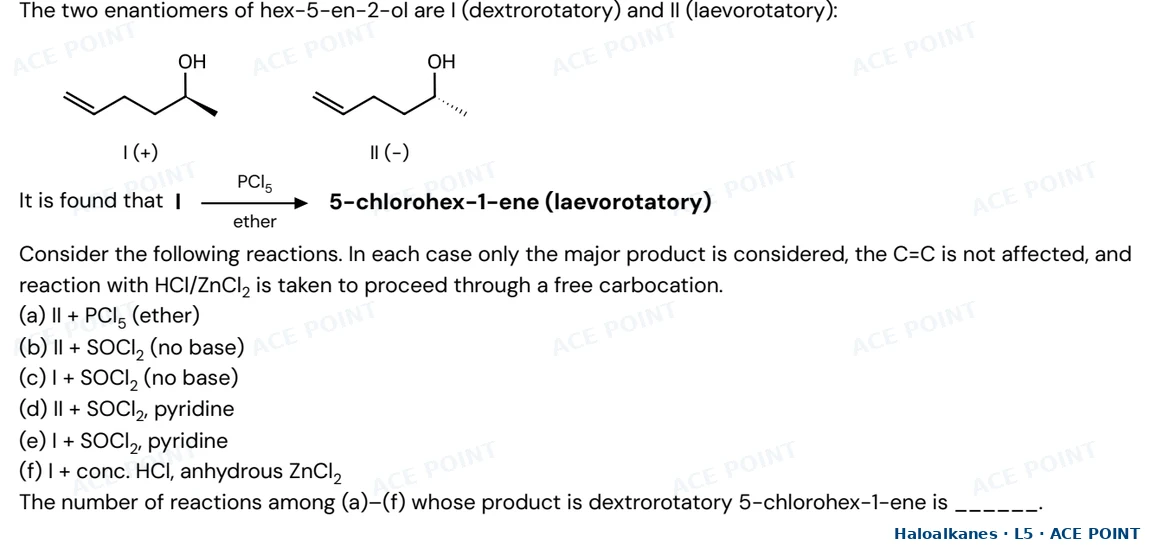 The two enantiomers of hex-5-en-2-ol are I (dextrorotatory) and II (laevorotatory):
OH OH
I (+) II (-)
PCl5
It is found that I 5-chlorohex-1-ene (laevorotatory)
ether
Consider the following reactions. In each case only the major product is considered, the C=C is not affected, and
reaction with HCl/ZnCl2 is taken to proceed through a free carbocation.
(a) II + PCl5 (ether)
(b) II + SOCl2 (no base)
(c) I + SOCl2 (no base)
(d) II + SOCl2, pyridine
(e) I + SOCl2, pyridine
(f) I + conc. HCl, anhydrous ZnCl2
The number of reactions among (a)–(f) whose product is dextrorotatory 5-chlorohex-1-ene is ______.
Haloalkanes · L5 · ACE POINT